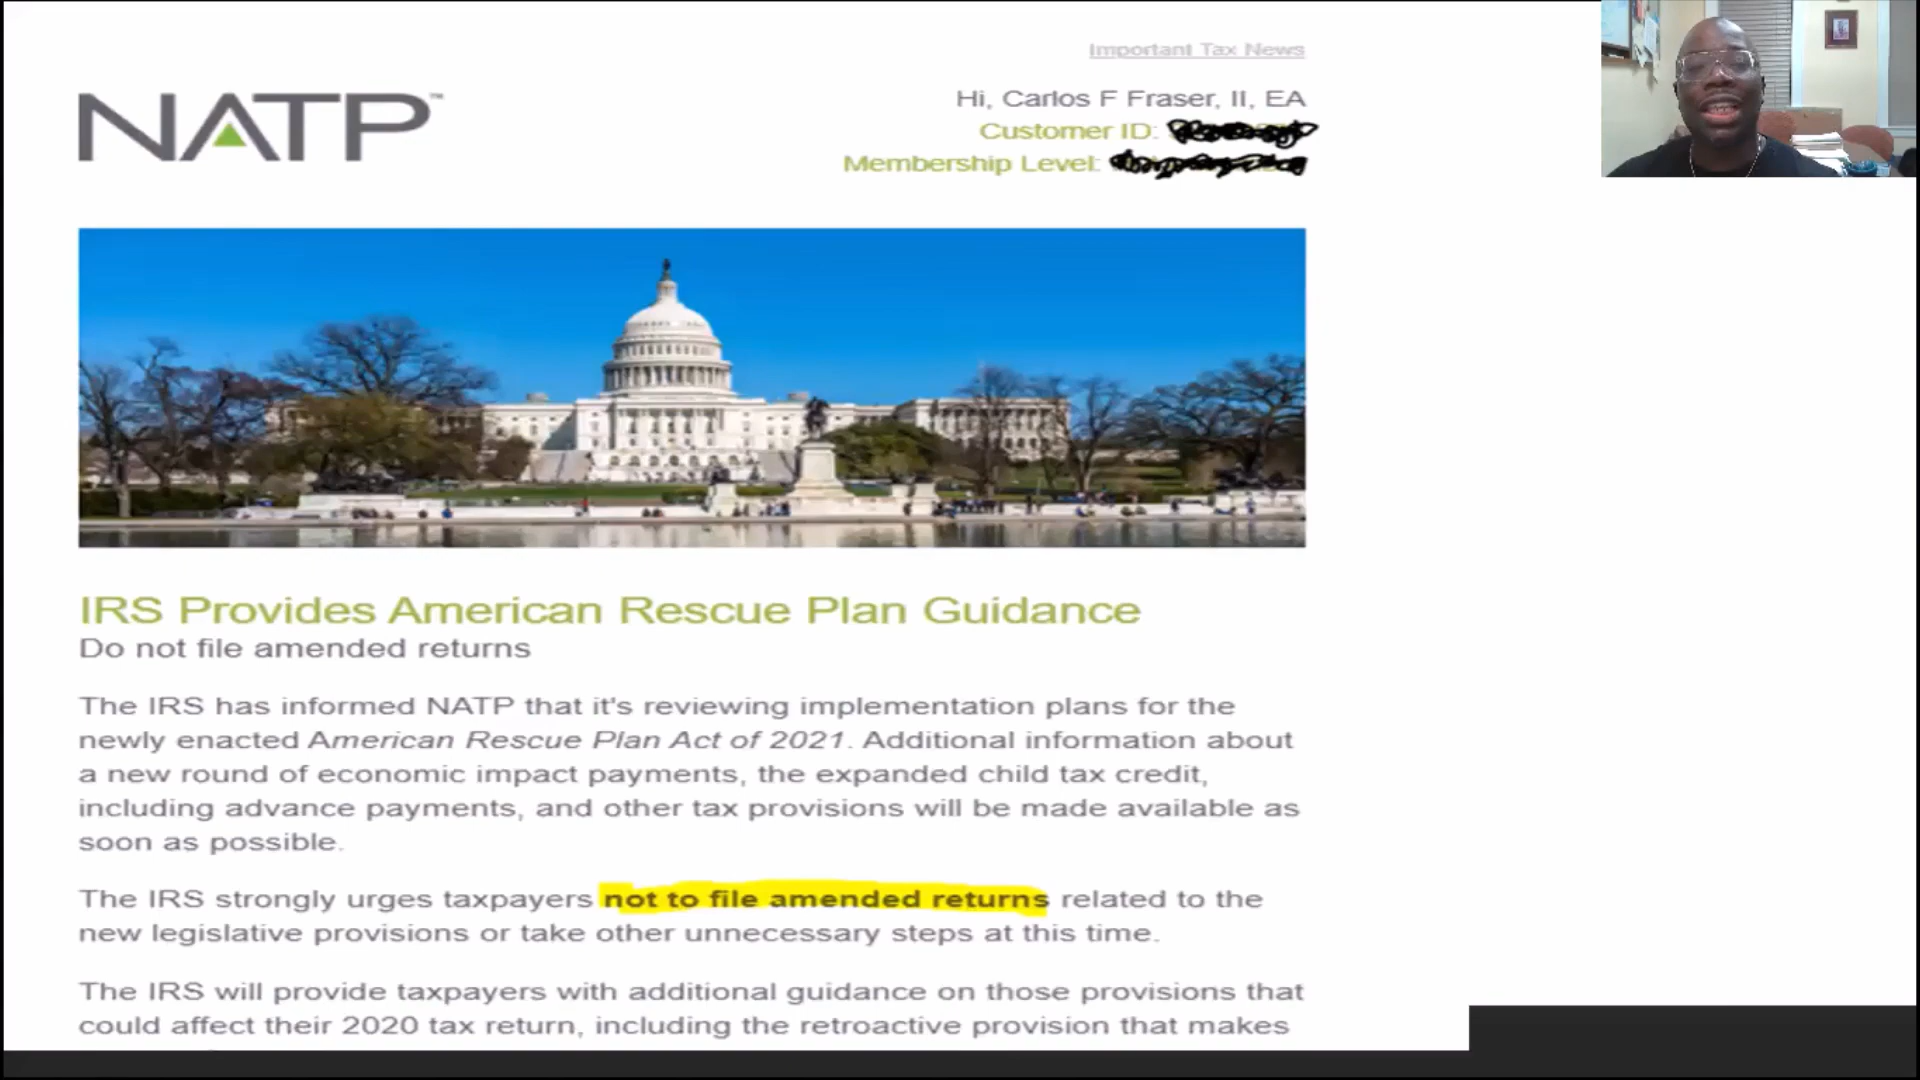 Important Tax News
NATP™
Hi, Carlos F Fraser, II, EA
Customer ID:
Membership Level:
IRS Provides American Rescue Plan Guidance
Do not file amended returns
The IRS has informed NATP that it's reviewing implementation plans for the
newly enacted American Rescue Plan Act of 2021. Additional information about
a new round of economic impact payments, the expanded child tax credit,
including advance payments, and other tax provisions will be made available as
soon as possible.
The IRS strongly urges taxpayers not to file amended returns related to the
new legislative provisions or take other unnecessary steps at this time.
The IRS will provide taxpayers with additional guidance on those provisions that
could affect their 2020 tax return, including the retroactive provision that makes